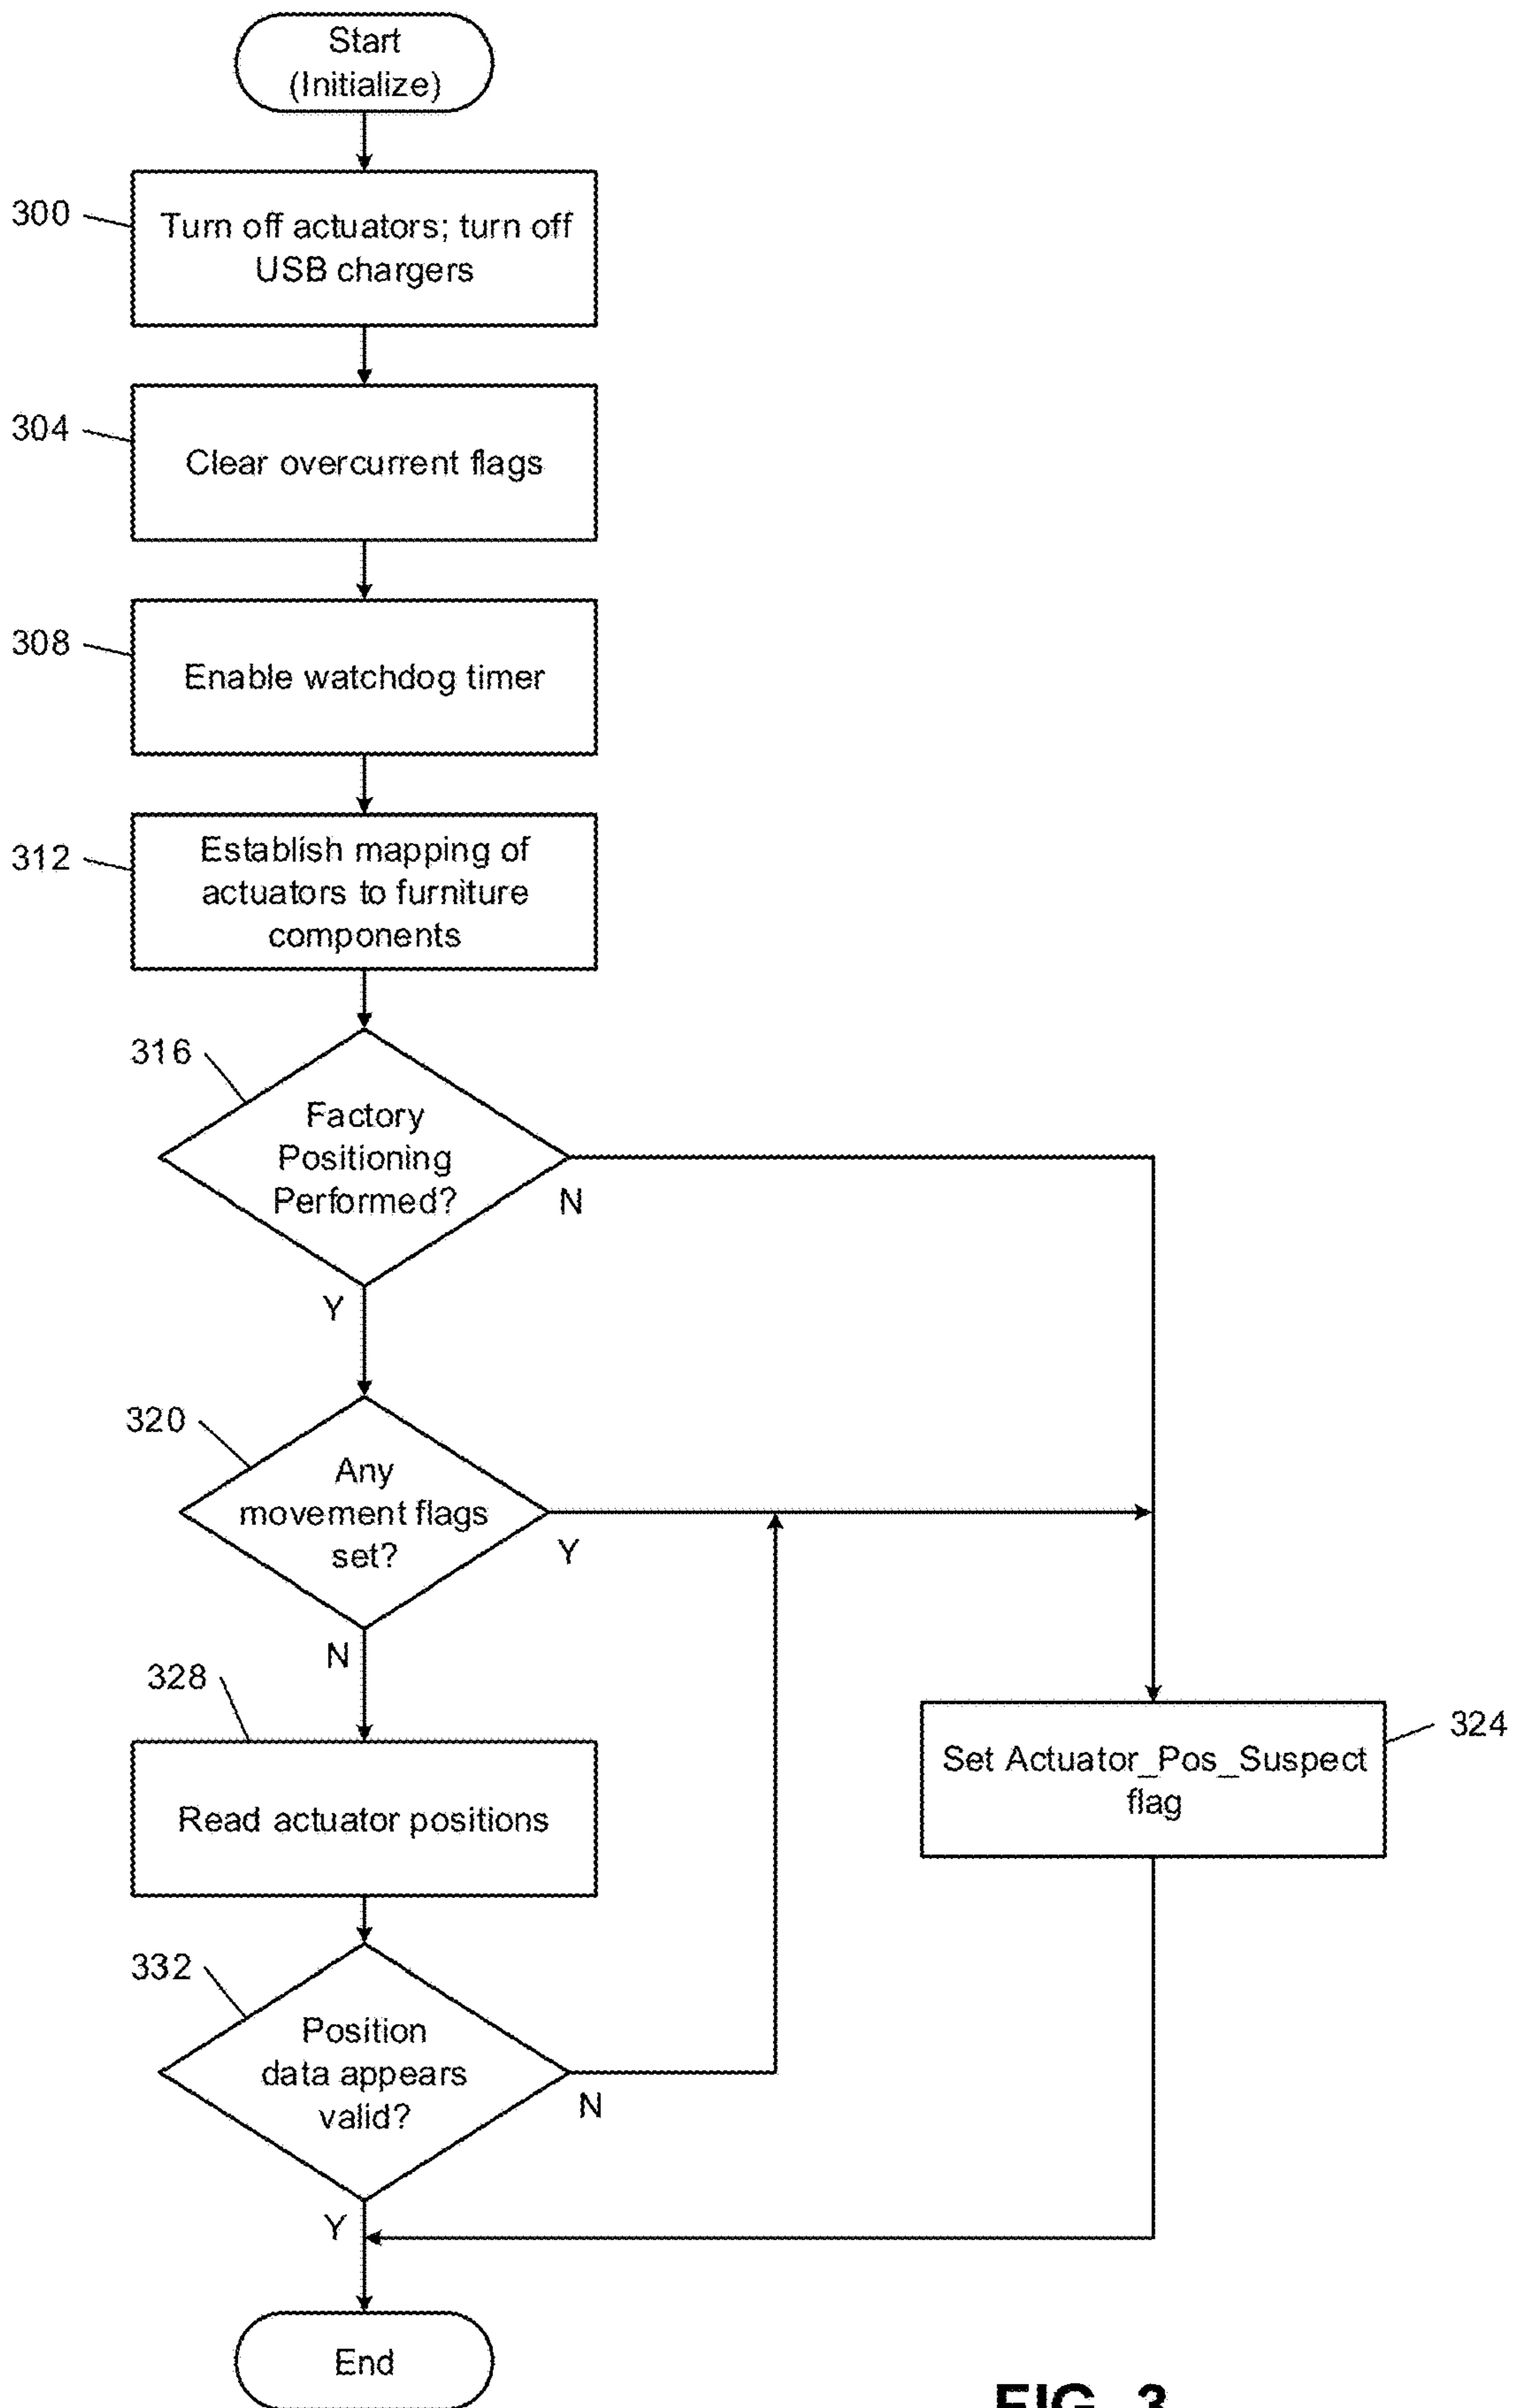 Start
(Initialize)
300
Turn off actuators; turn off
USB chargers
304
Clear overcurrent flags
308
Enable watchdog timer
312
Establish mapping of
actuators to furniture
components
316
Factory
Positioning
Performed?
N
Y
320
Any
movement flags
set?
Y
N
328
Read actuator positions
324
Set Actuator_Pos_Suspect
flag
332
Position
data appears
valid?
N
Y
End
FIG. 3